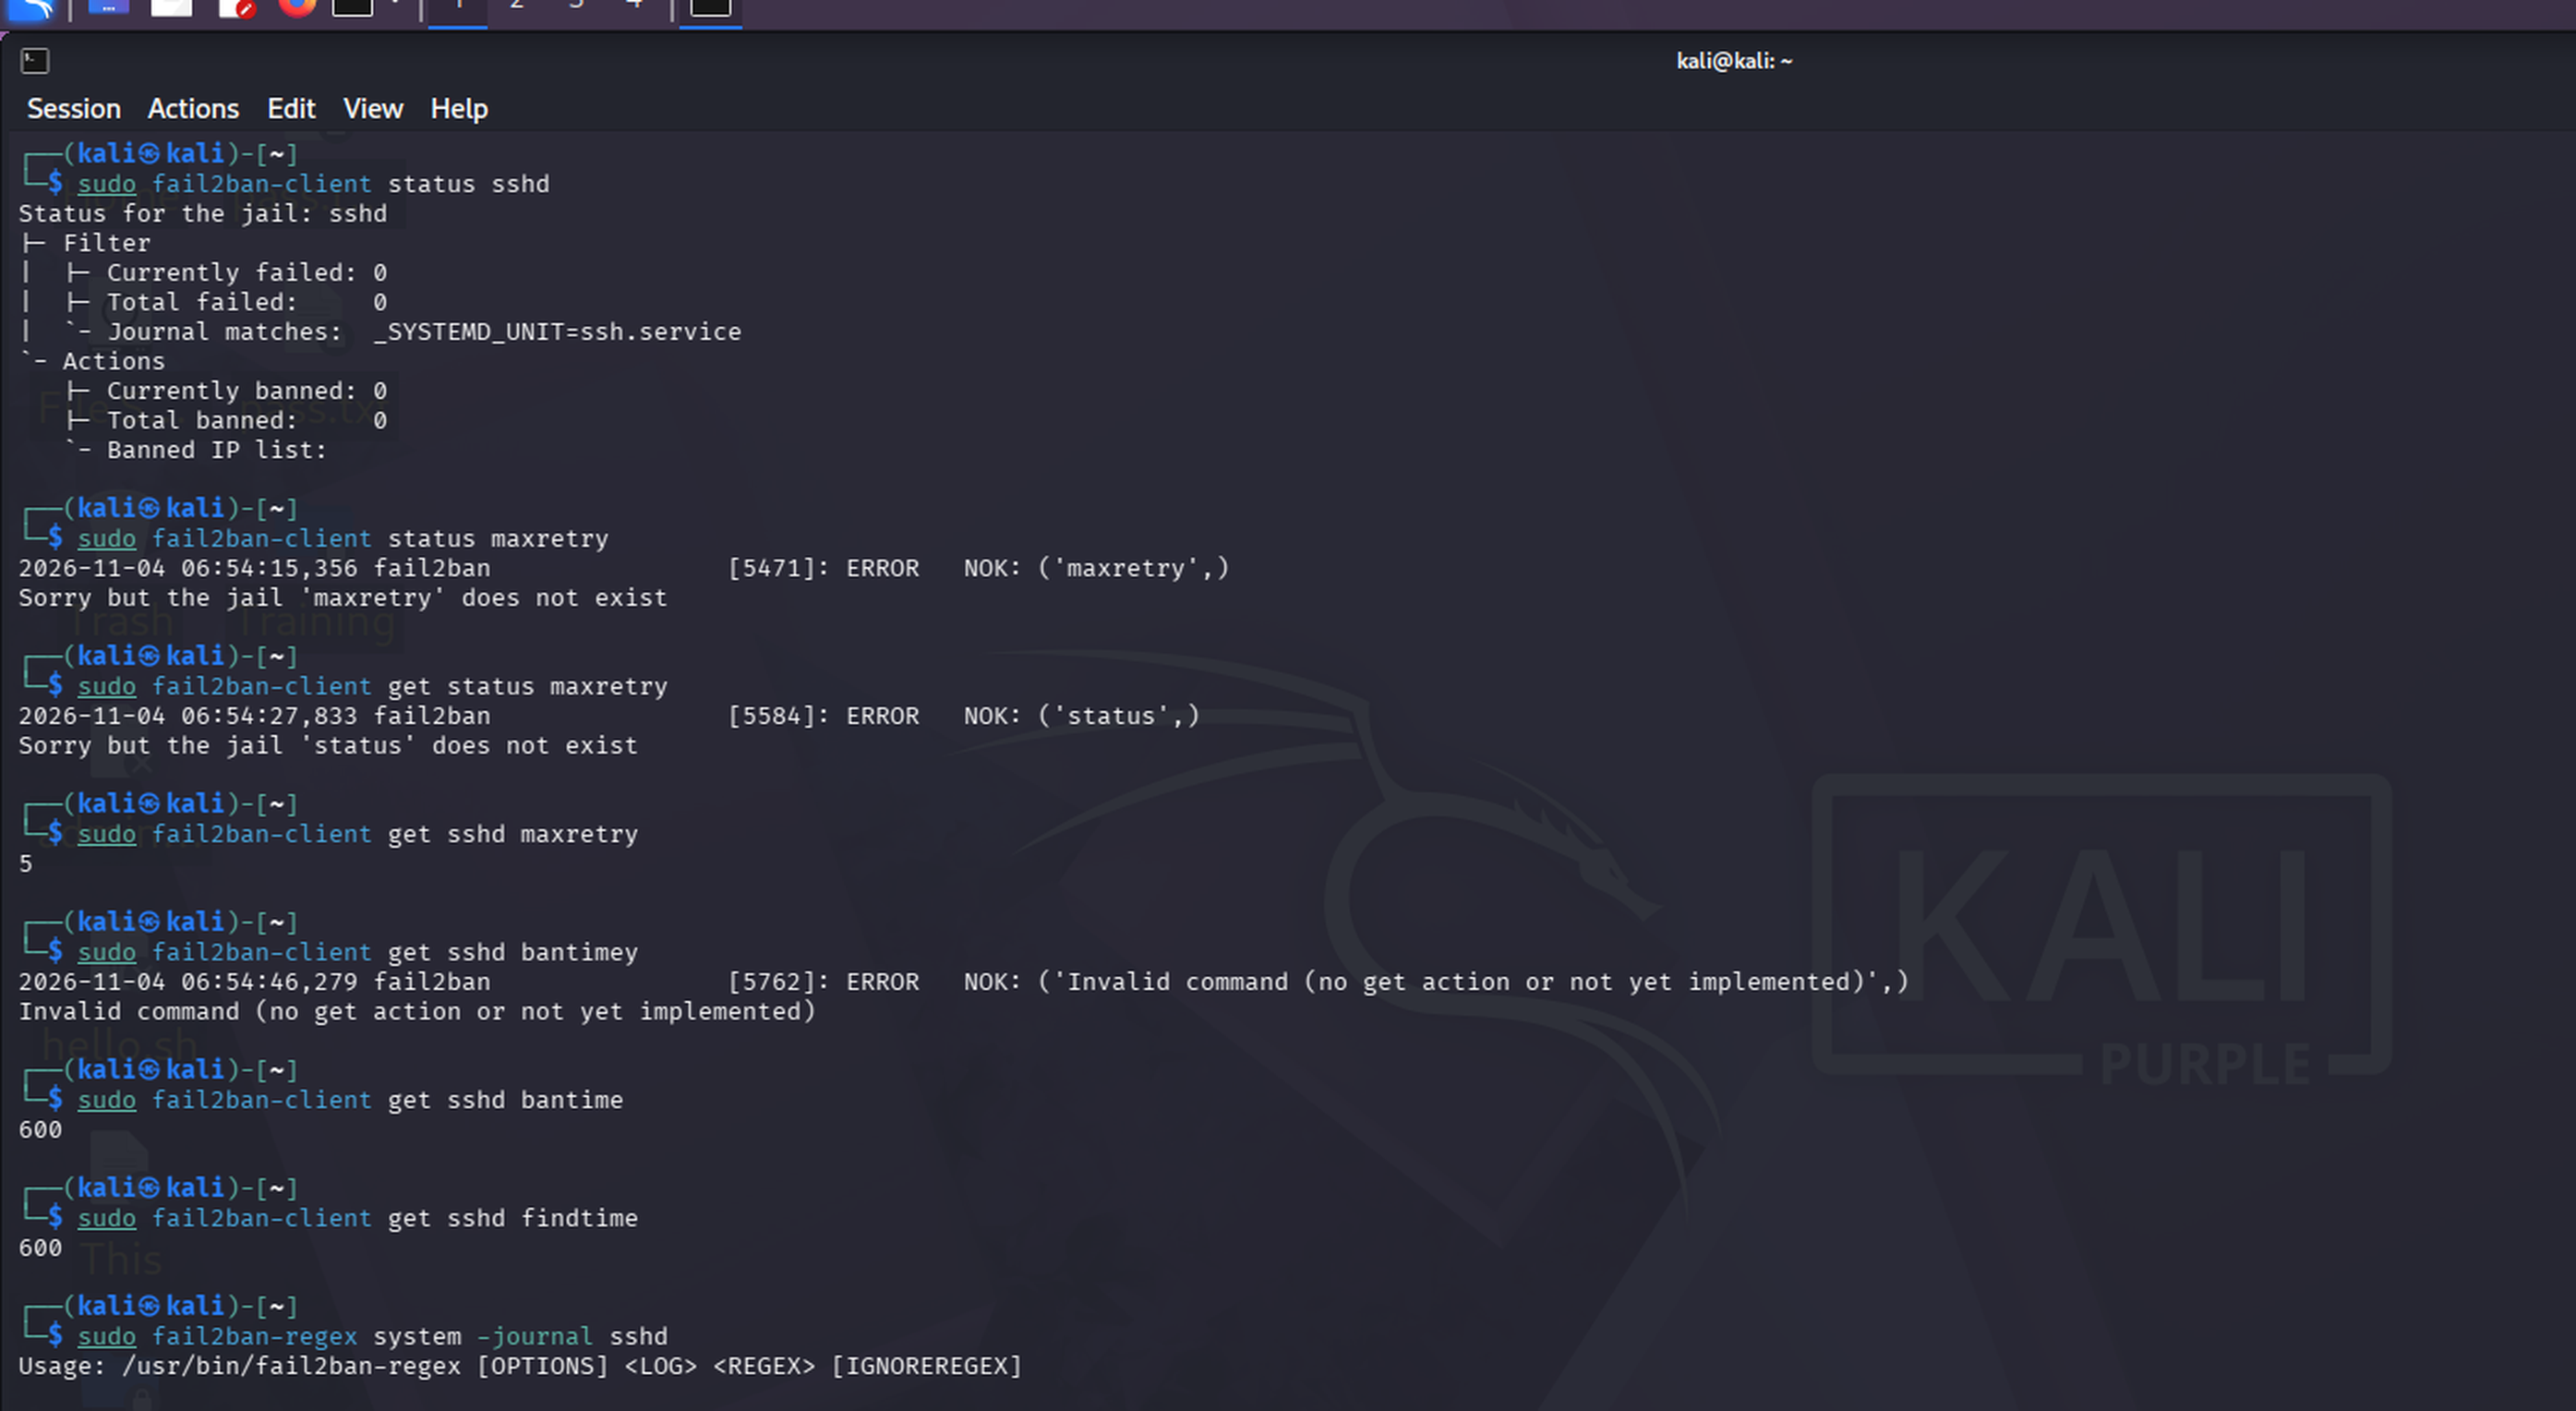 1 2 3 4
kali@kali: ~
Session Actions Edit View Help
┌──(kali㉿kali)-[~]
└─$ sudo fail2ban-client status sshd
Status for the jail: sshd
|- Filter
|  |- Currently failed: 0
|  |- Total failed:     0
|  `- Journal matches:  _SYSTEMD_UNIT=ssh.service
`- Actions
   |- Currently banned: 0
   |- Total banned:     0
   `- Banned IP list:
┌──(kali㉿kali)-[~]
└─$ sudo fail2ban-client status maxretry
2026-11-04 06:54:15,356 fail2ban                [5471]: ERROR   NOK: ('maxretry',)
Sorry but the jail 'maxretry' does not exist
Trash Training
┌──(kali㉿kali)-[~]
└─$ sudo fail2ban-client get status maxretry
2026-11-04 06:54:27,833 fail2ban                [5584]: ERROR   NOK: ('status',)
Sorry but the jail 'status' does not exist
┌──(kali㉿kali)-[~]
└─$ sudo fail2ban-client get sshd maxretry
5
┌──(kali㉿kali)-[~]
└─$ sudo fail2ban-client get sshd bantimey
2026-11-04 06:54:46,279 fail2ban                [5762]: ERROR   NOK: ('Invalid command (no get action or not yet implemented)',)
Invalid command (no get action or not yet implemented)
hello.sh
KALI
PURPLE
┌──(kali㉿kali)-[~]
└─$ sudo fail2ban-client get sshd bantime
600
┌──(kali㉿kali)-[~]
└─$ sudo fail2ban-client get sshd findtime
600
This
┌──(kali㉿kali)-[~]
└─$ sudo fail2ban-regex system -journal sshd
Usage: /usr/bin/fail2ban-regex [OPTIONS] <LOG> <REGEX> [IGNOREREGEX]